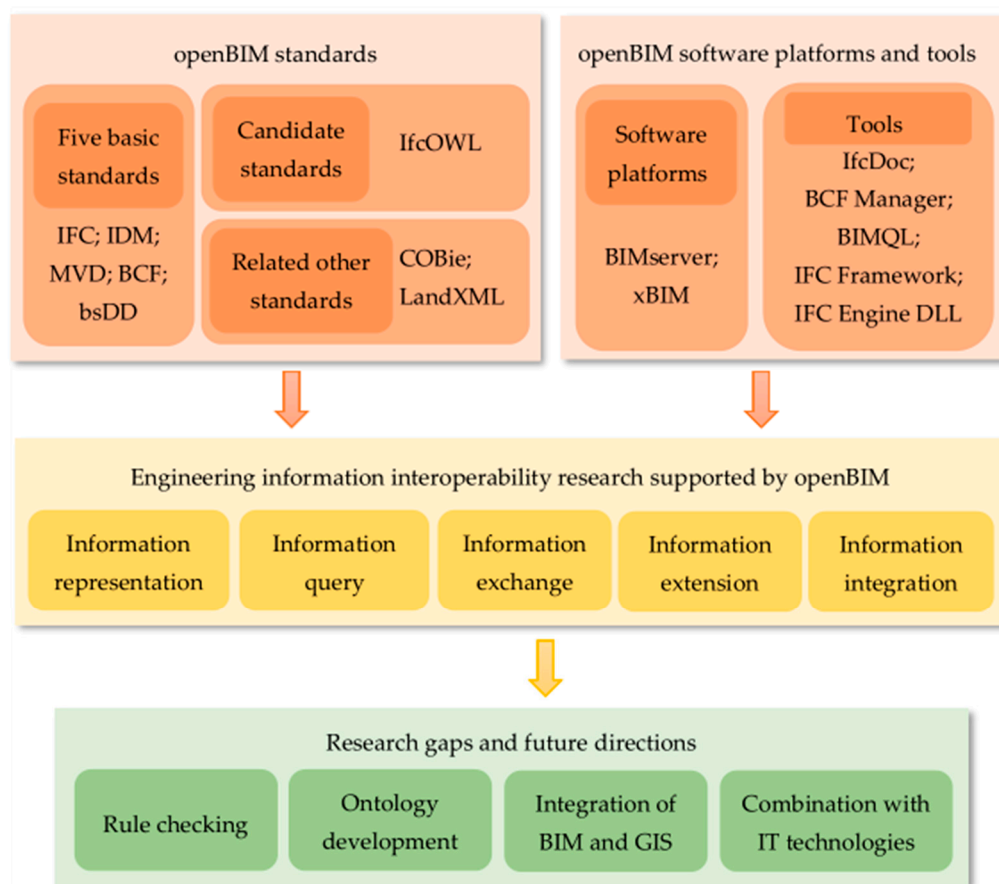 openBIM standards
Five basic
standards
IFC; IDM;
MVD; BCF;
bsDD
Candidate
standards
IfcOWL
Related other
standards
COBie;
LandXML
openBIM software platforms and tools
Software
platforms
BIMserver;
xBIM
Tools
IfcDoc;
BCF Manager;
BIMQL;
IFC Framework;
IFC Engine DLL
Engineering information interoperability research supported by openBIM
Information
representation
Information
query
Information
exchange
Information
extension
Information
integration
Research gaps and future directions
Rule checking
Ontology
development
Integration of
BIM and GIS
Combination with
IT technologies